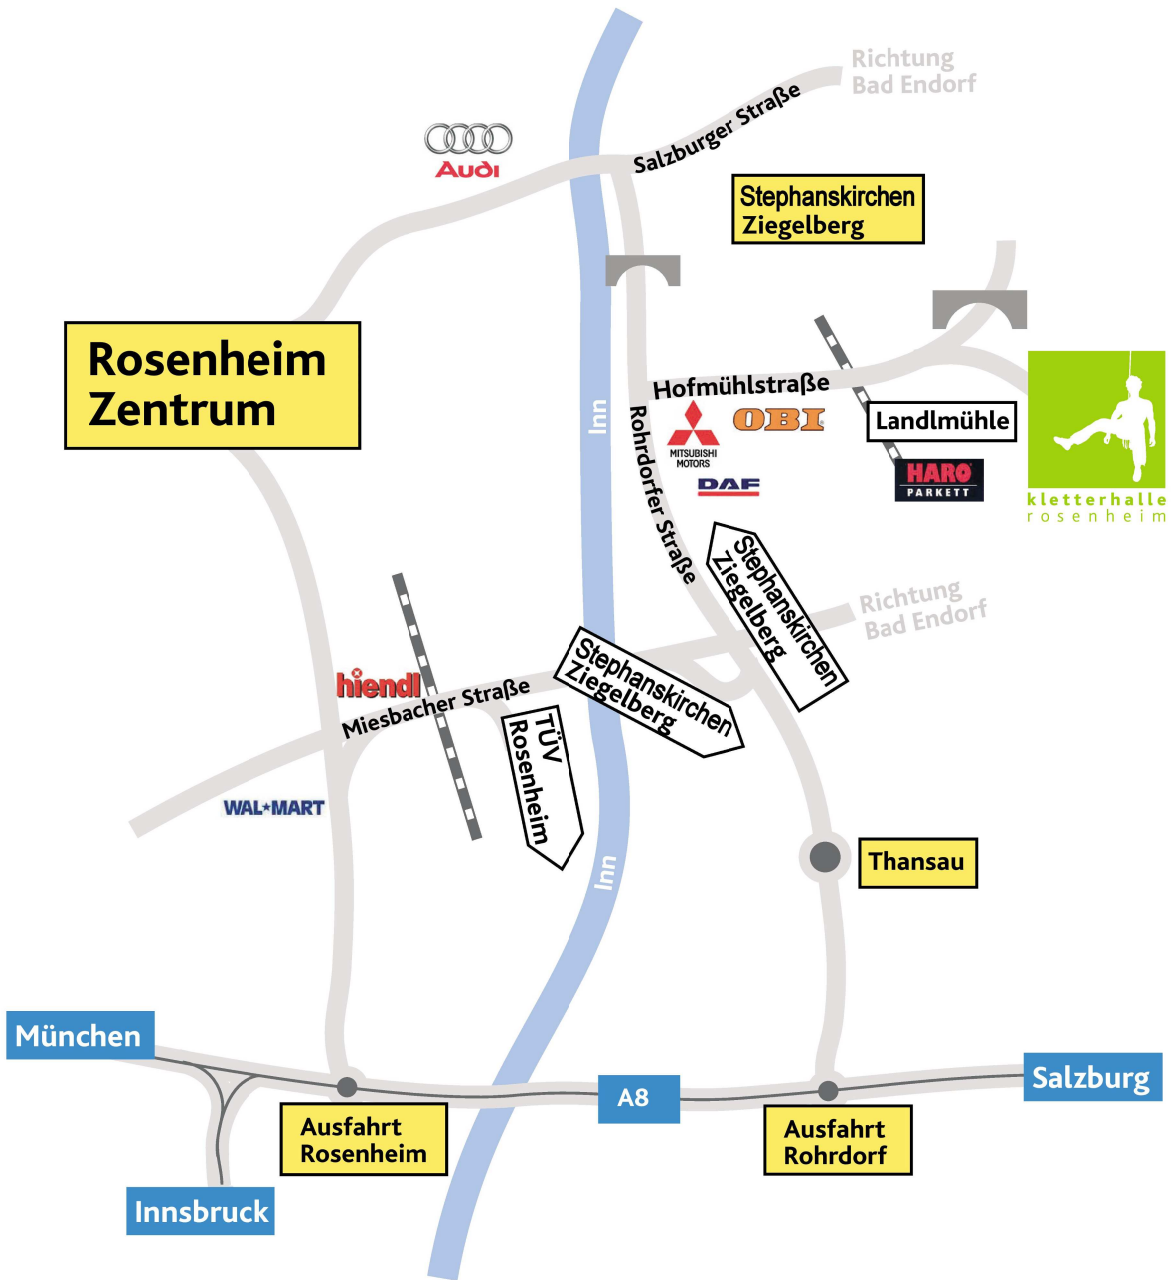 Richtung
Bad Endorf
Salzburger Straße
Audi
Stephanskirchen
Ziegelberg
Rosenheim
Zentrum
Hofmühlstraße
Inn
Rohrdorfer Straße
MITSUBISHI
MOTORS
OBI
DAF
Landlmühle
HARO
PARKETT
kletterhalle
rosenheim
Stephanskirchen
Ziegelberg
Richtung
Bad Endorf
Stephanskirchen
Ziegelberg
hiendl
Miesbacher Straße
TÜV
Rosenheim
WAL★MART
Inn
Thansau
München
A8
Salzburg
Ausfahrt
Rosenheim
Ausfahrt
Rohrdorf
Innsbruck